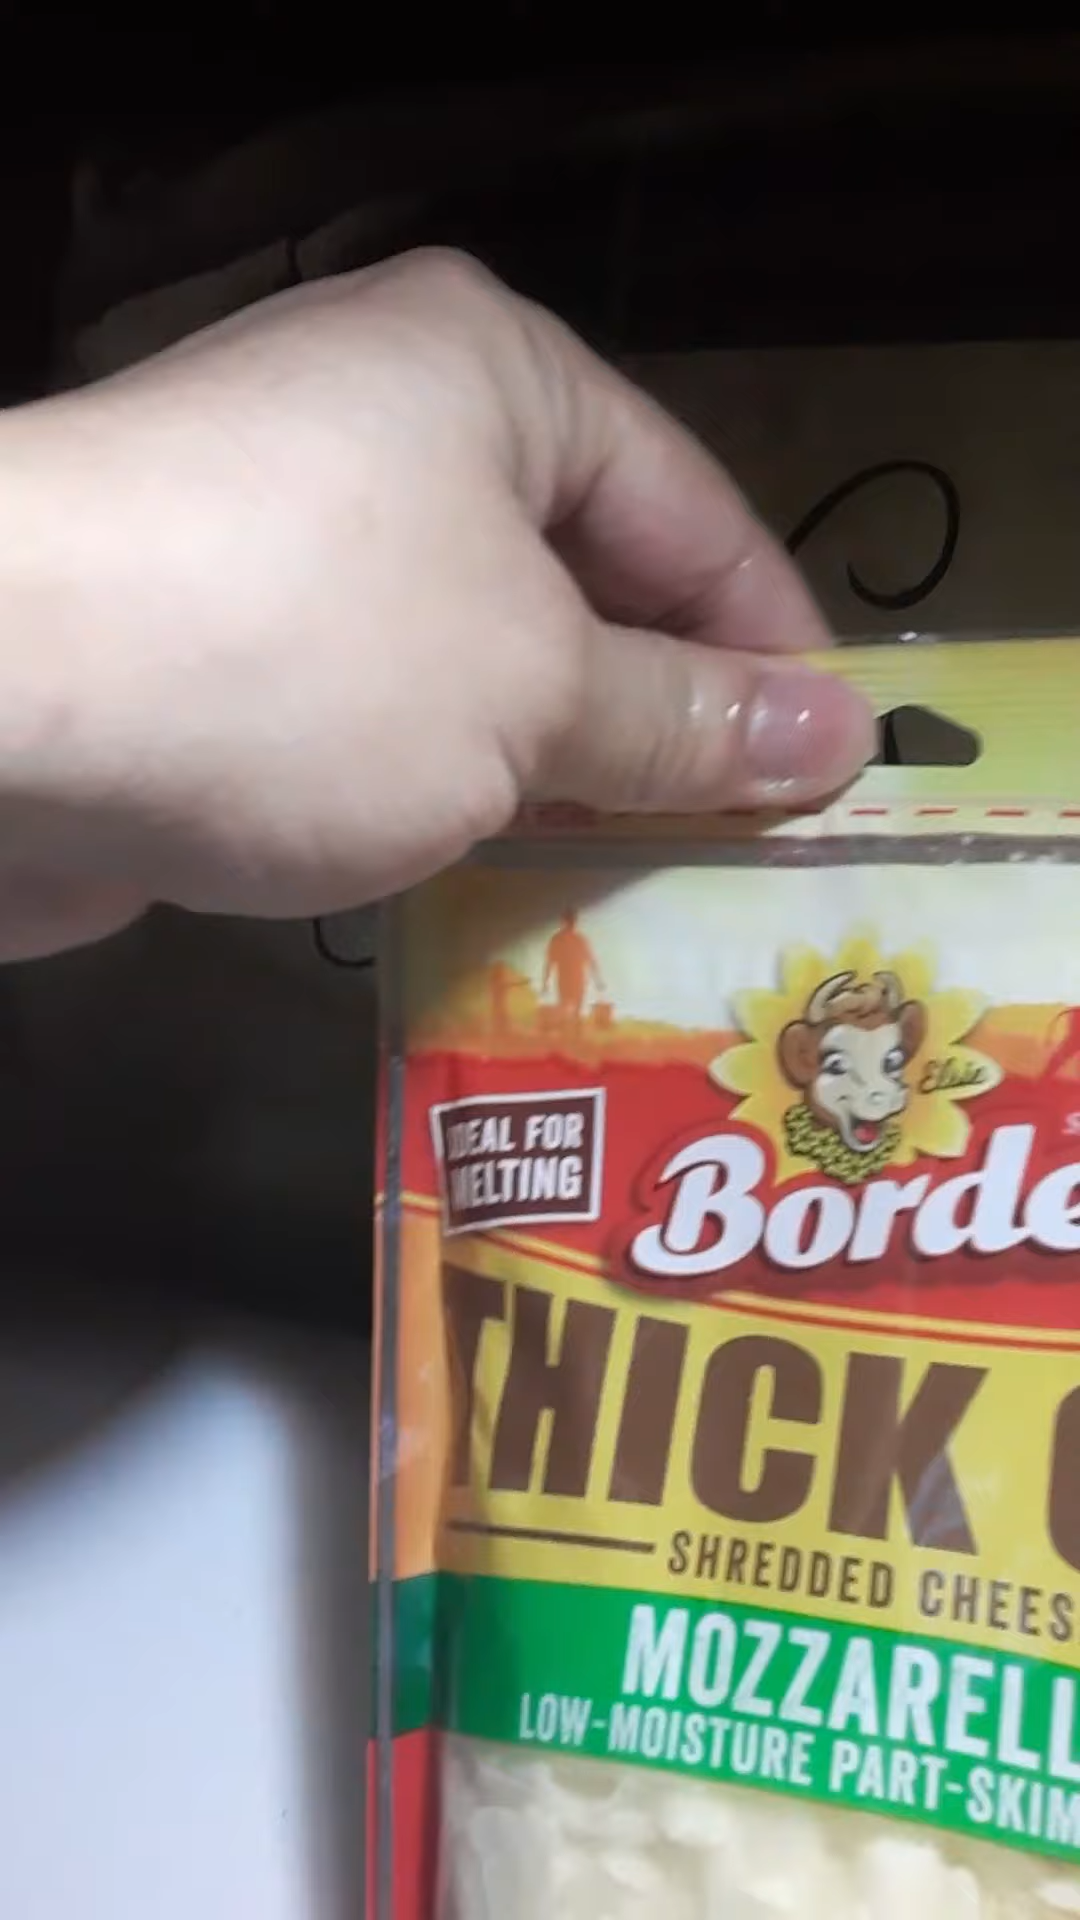 Elsie
IDEAL FOR
MELTING
Borde
THICK
SHREDDED CHEES
MOZZARELL
LOW-MOISTURE PART-SKIM